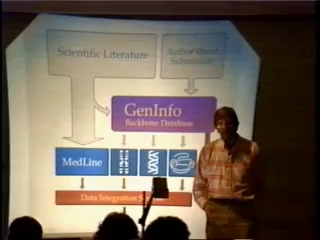 Scientific Literature
Author Direct
Submission
GenInfo
Backbone Database
MedLine
Data Integration